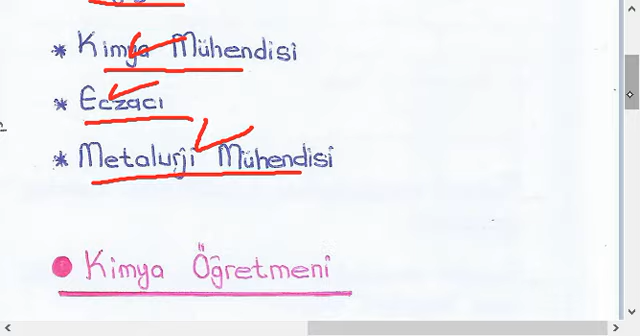 * Kimya Mühendisi
* Eczacı
* Metalurji Mühendisi
● Kimya Öğretmeni